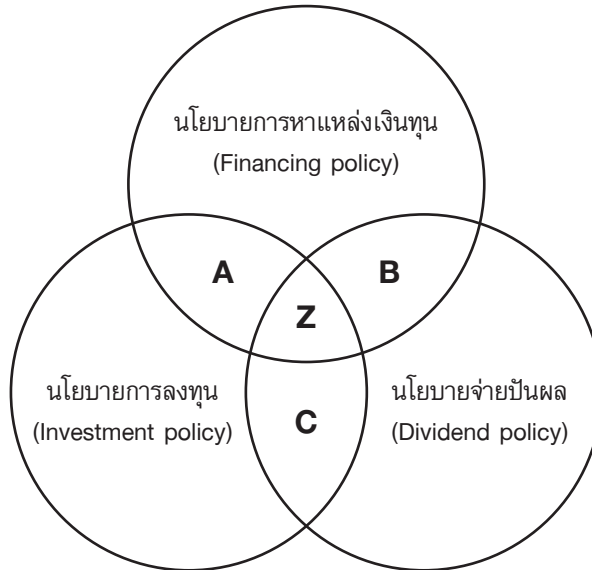 นโยบายการหาแหล่งเงินทุน
(Financing policy)
A
B
Z
นโยบายการลงทุน
(Investment policy)
นโยบายจ่ายปันผล
(Dividend policy)
C